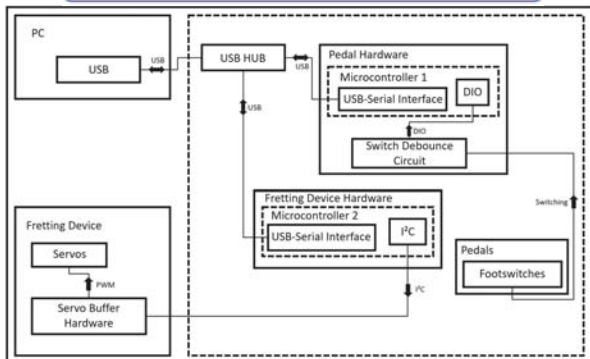 PC
USB
USB
USB HUB
USB
USB
Pedal Hardware
Microcontroller 1
USB-Serial Interface
DIO
DIO
Switch Debounce
Circuit
Switching
Fretting Device Hardware
Microcontroller 2
USB-Serial Interface
I²C
I²C
Pedals
Footswitches
Fretting Device
Servos
PWM
Servo Buffer
Hardware